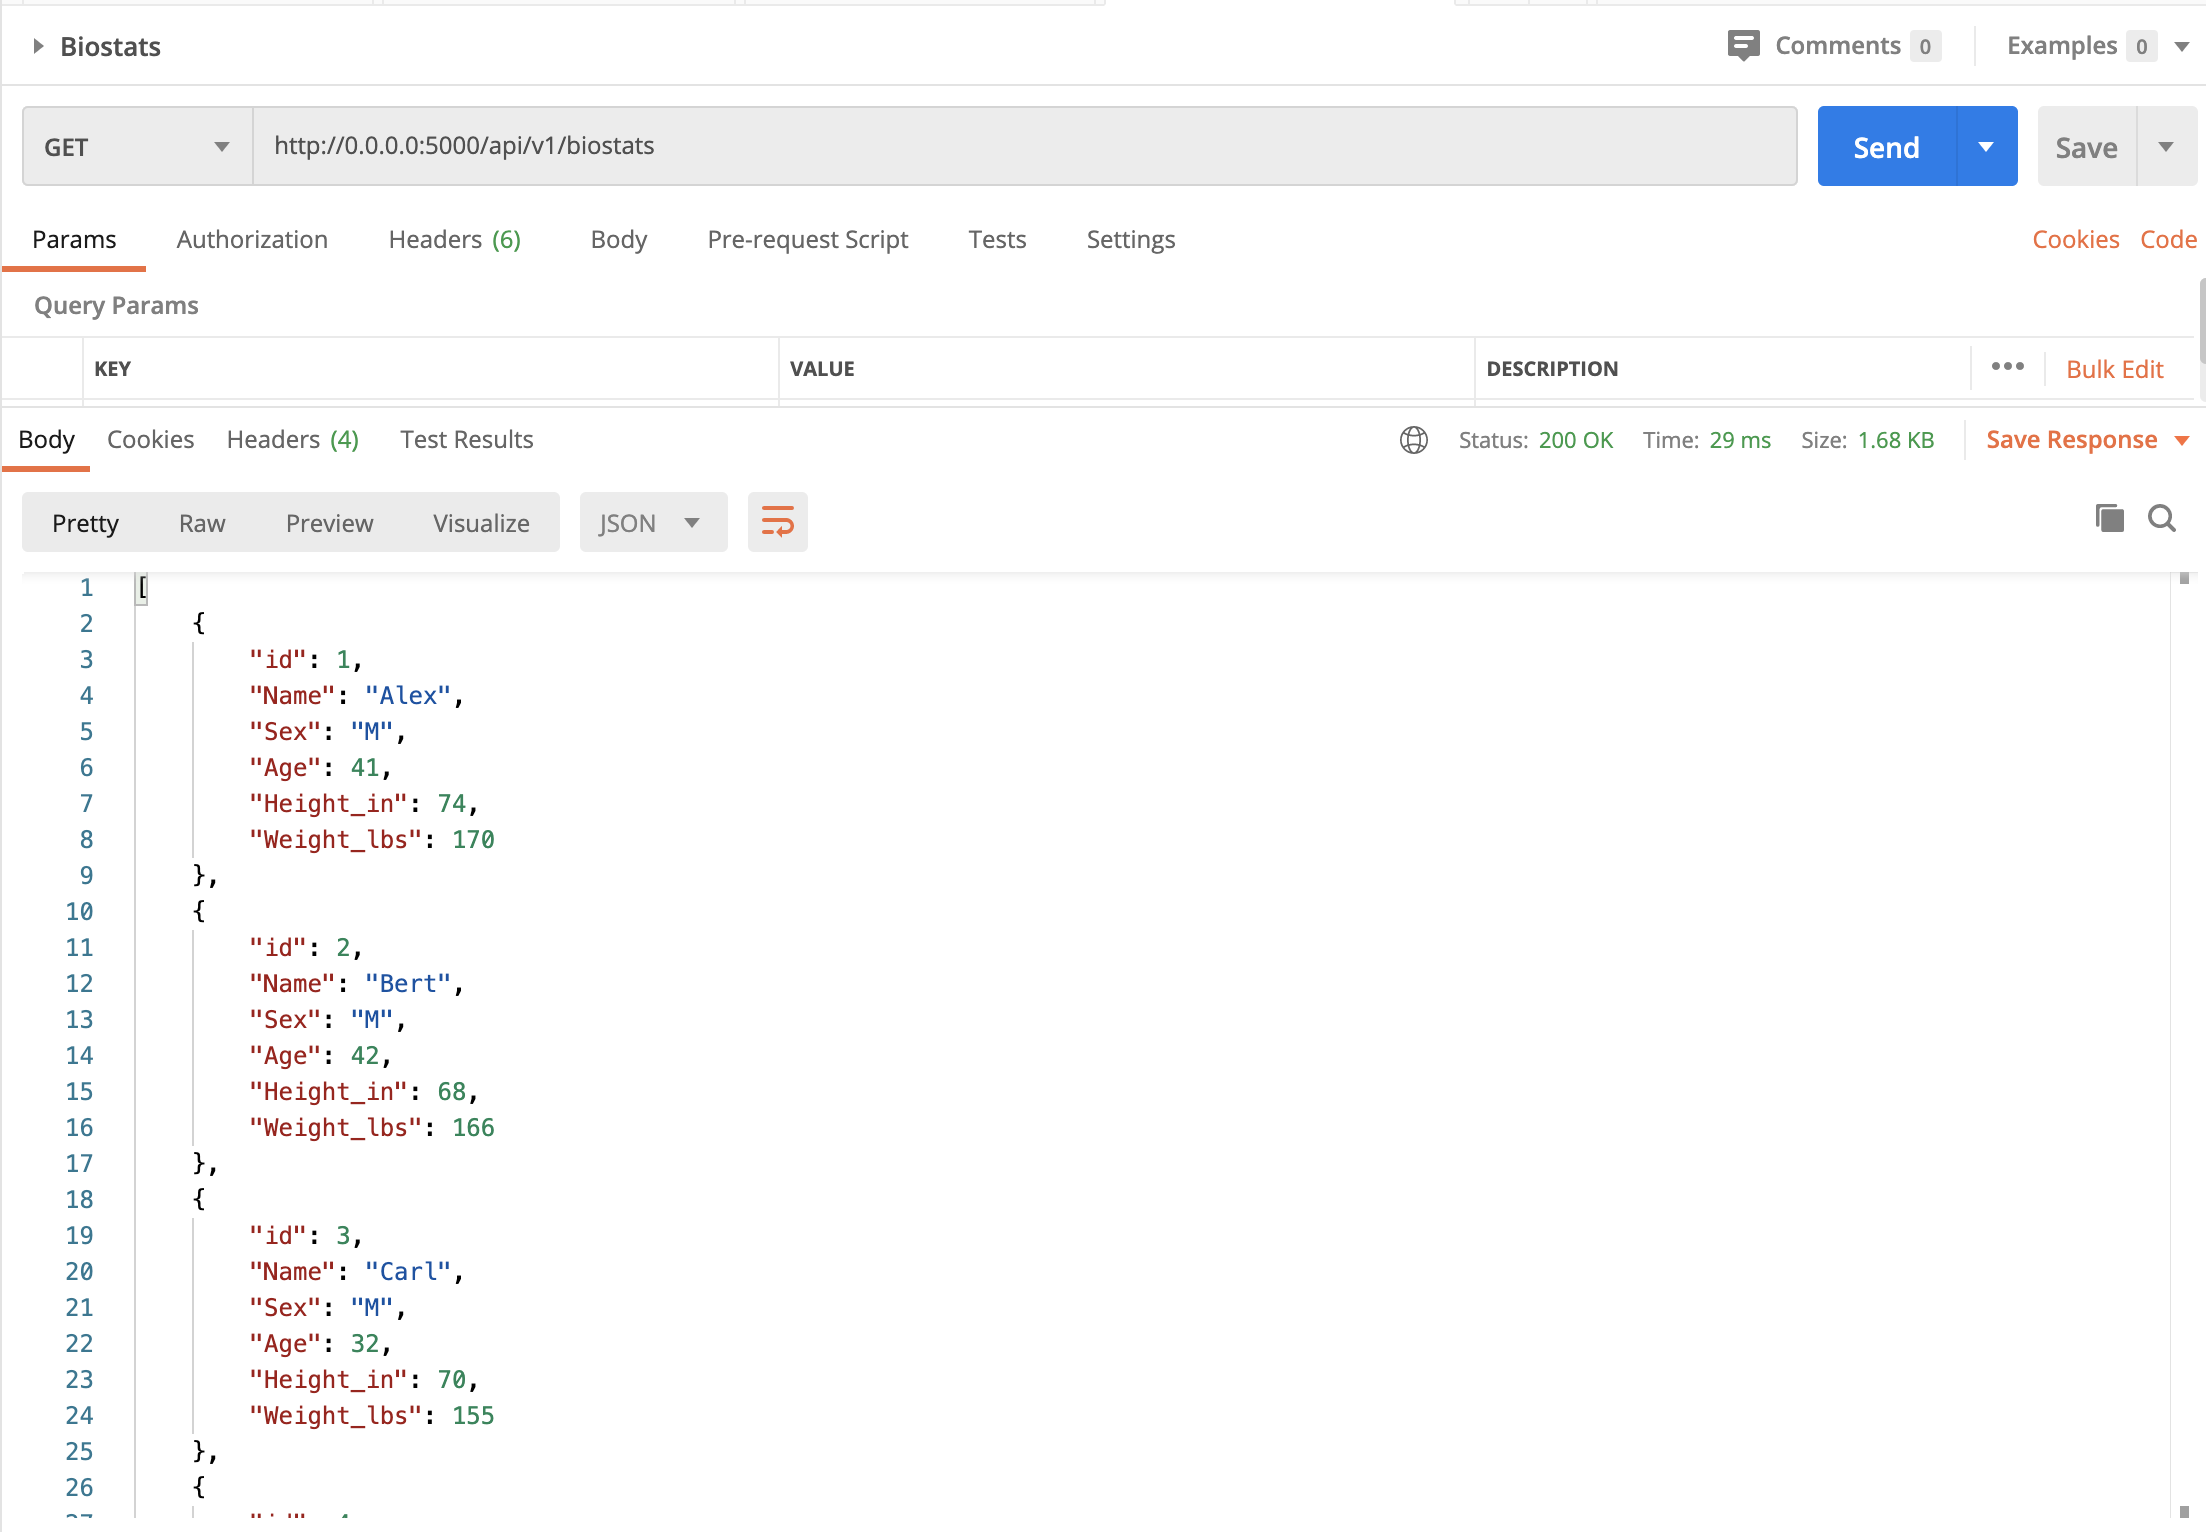 Biostats Comments 0 Examples 0
GET http://0.0.0.0:5000/api/v1/biostats Send Save
Params Authorization Headers (6) Body Pre-request Script Tests Settings Cookies Code
Query Params
KEY VALUE DESCRIPTION ••• Bulk Edit
Body Cookies Headers (4) Test Results Status: 200 OK Time: 29 ms Size: 1.68 KB Save Response
Pretty Raw Preview Visualize JSON
1 [
2 {
3 "id": 1,
4 "Name": "Alex",
5 "Sex": "M",
6 "Age": 41,
7 "Height_in": 74,
8 "Weight_lbs": 170
9 },
10 {
11 "id": 2,
12 "Name": "Bert",
13 "Sex": "M",
14 "Age": 42,
15 "Height_in": 68,
16 "Weight_lbs": 166
17 },
18 {
19 "id": 3,
20 "Name": "Carl",
21 "Sex": "M",
22 "Age": 32,
23 "Height_in": 70,
24 "Weight_lbs": 155
25 },
26 {